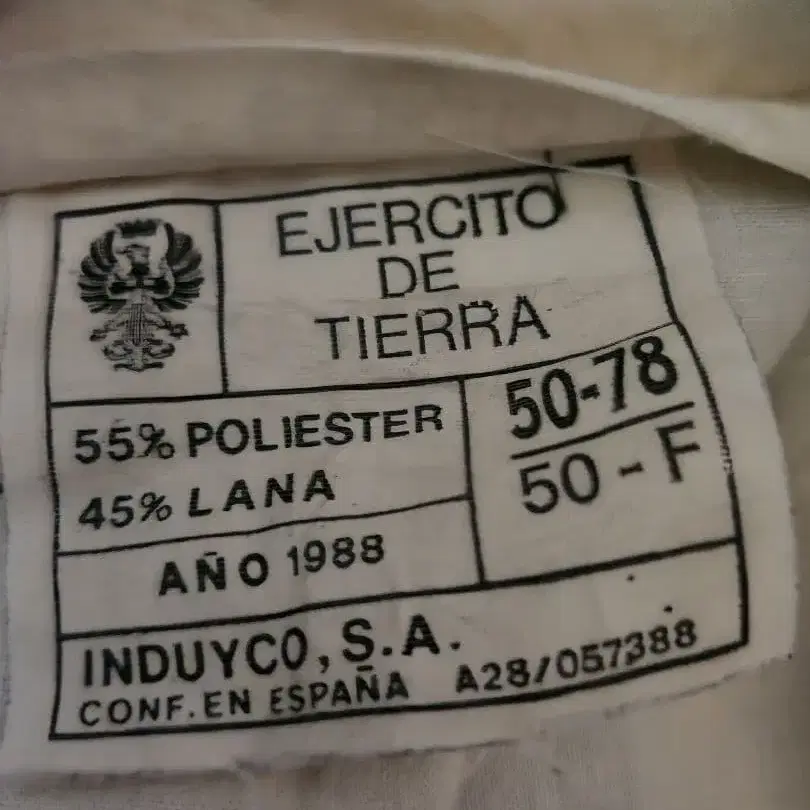 EJERCITO
DE
TIERRA
55% POLIESTER
45% LANA
50-78
50-F
AÑO 1988
INDUYCO, S.A.
CONF. EN ESPAÑA A28/057388